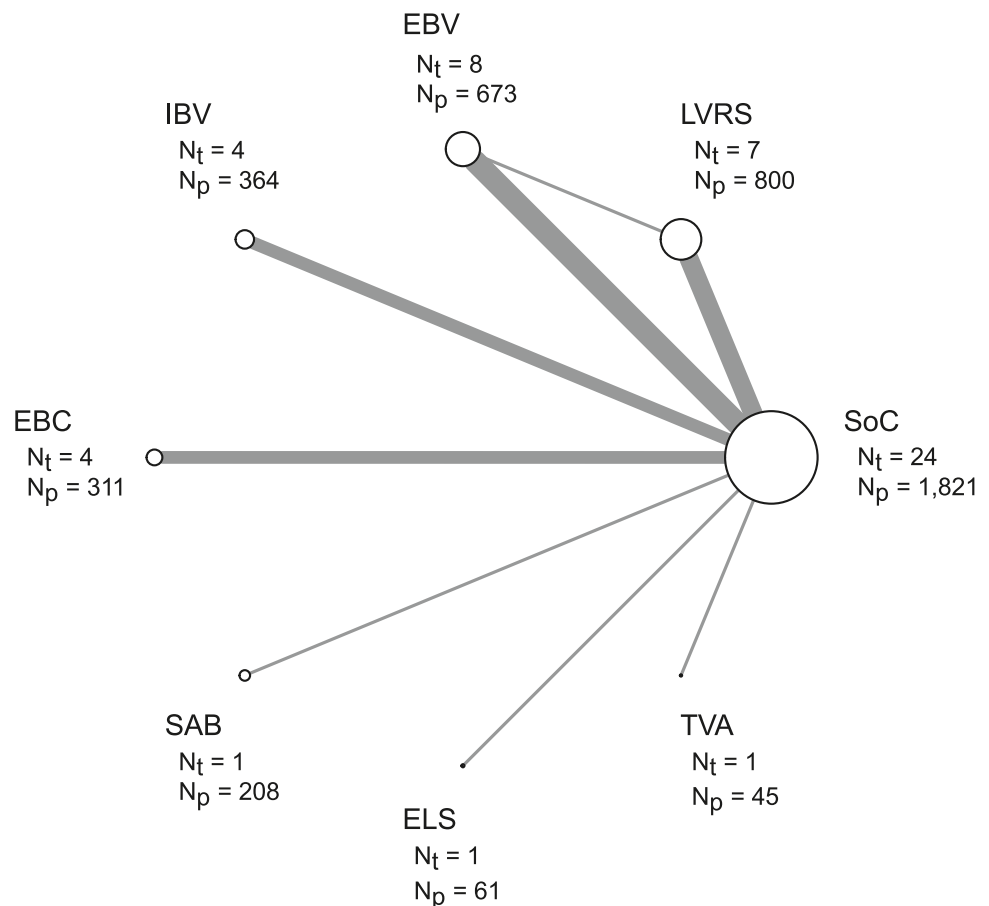 EBV
Nt = 8
Np = 673
IBV
Nt = 4
Np = 364
LVRS
Nt = 7
Np = 800
EBC
Nt = 4
Np = 311
SoC
Nt = 24
Np = 1,821
SAB
Nt = 1
Np = 208
TVA
Nt = 1
Np = 45
ELS
Nt = 1
Np = 61